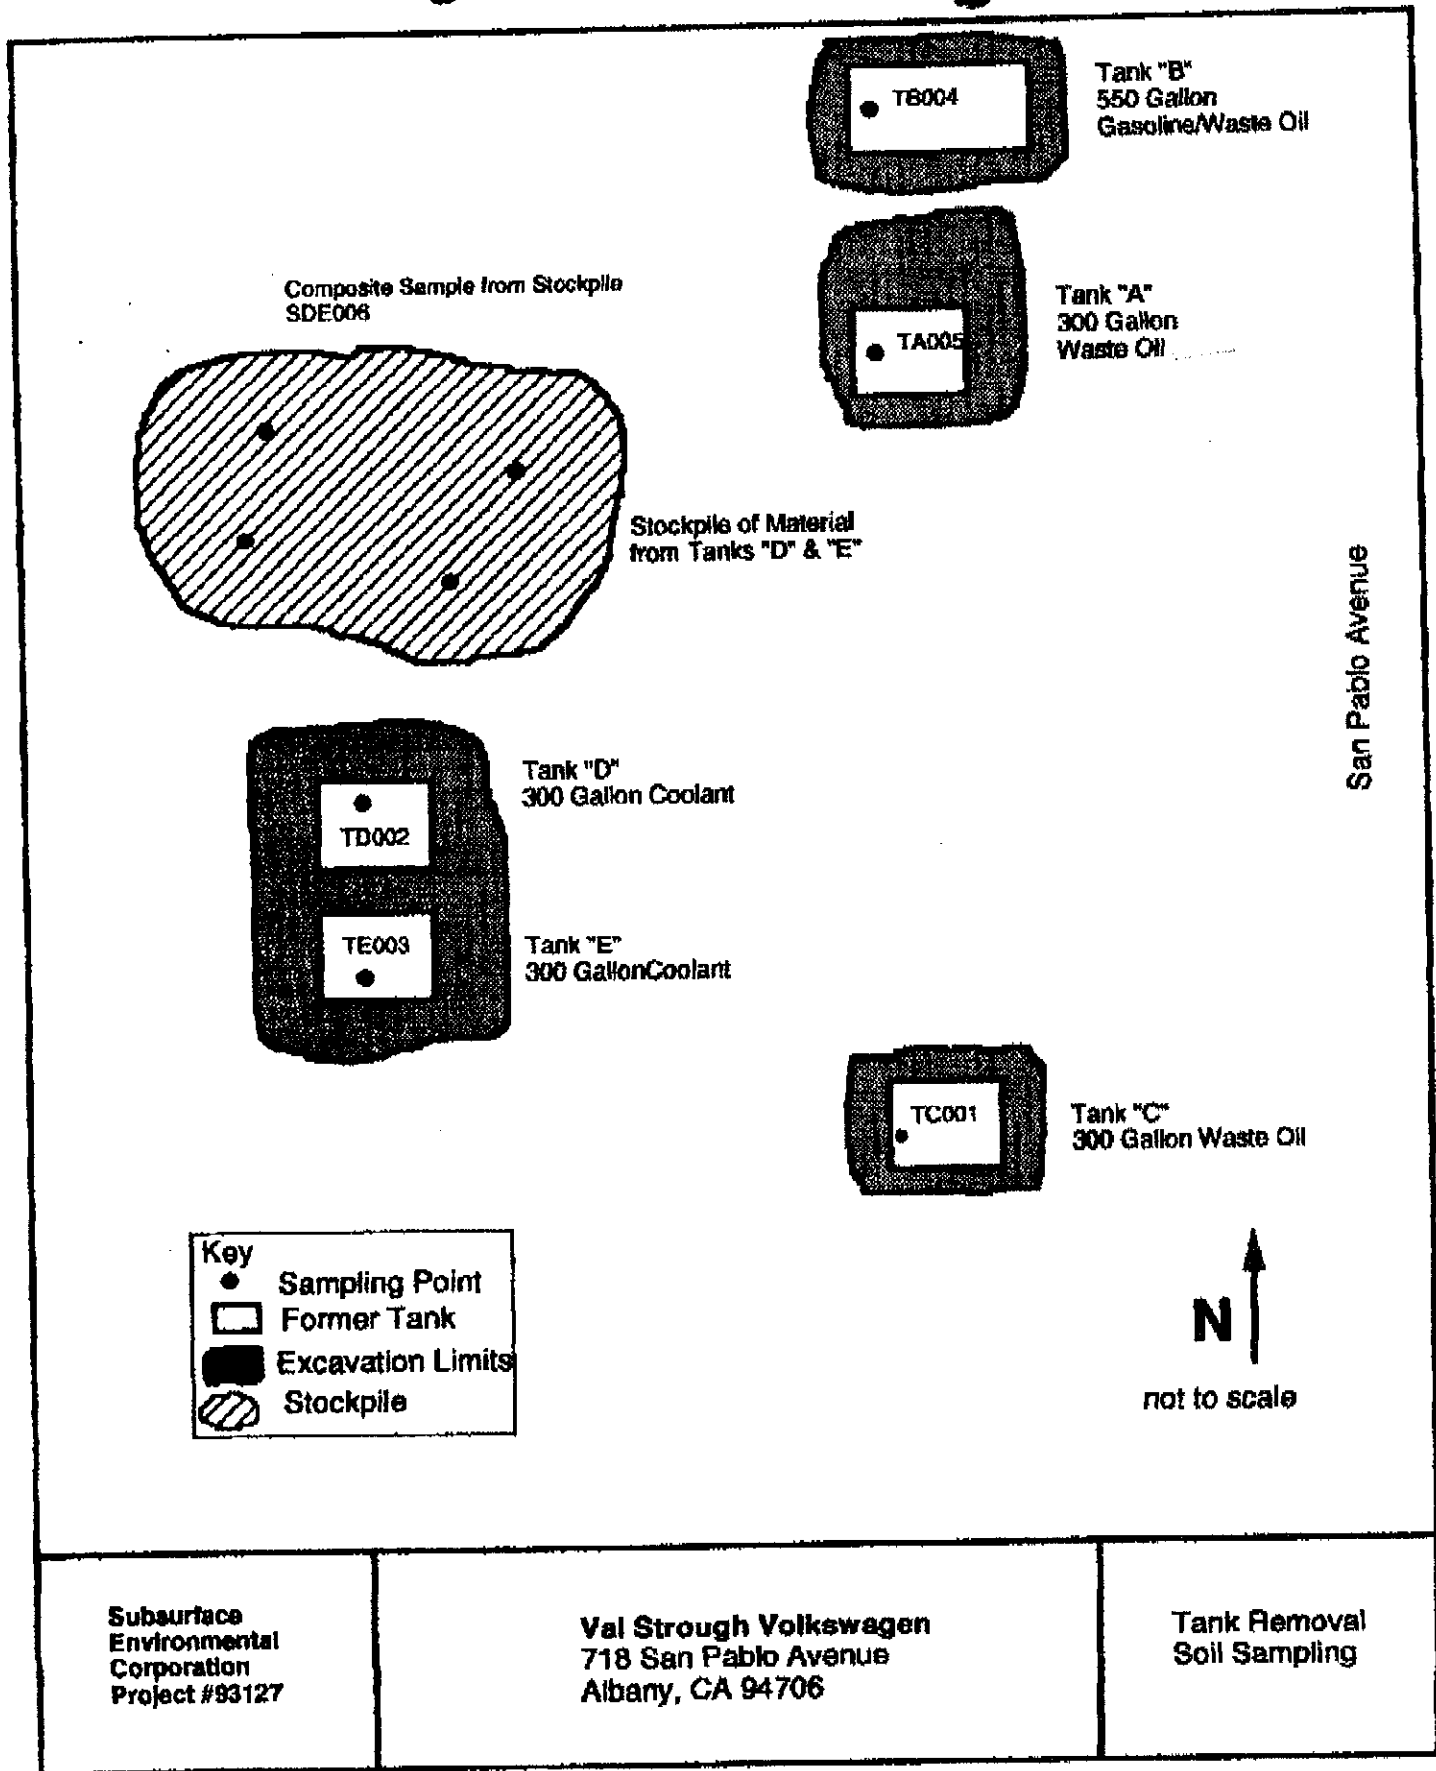 TB004
Tank "B"
550 Gallon
Gasoline/Waste Oil
Composite Sample from Stockpile
SDE006
TA005
Tank "A"
300 Gallon
Waste Oil
Stockpile of Material
from Tanks "D" & "E"
San Pablo Avenue
Tank "D"
300 Gallon Coolant
TD002
TE003
Tank "E"
300 GallonCoolant
TC001
Tank "C"
300 Gallon Waste Oil
Key
Sampling Point
Former Tank
Excavation Limits
Stockpile
N
not to scale
Subsurface
Environmental
Corporation
Project #93127
Val Strough Volkswagen
718 San Pablo Avenue
Albany, CA 94706
Tank Removal
Soil Sampling